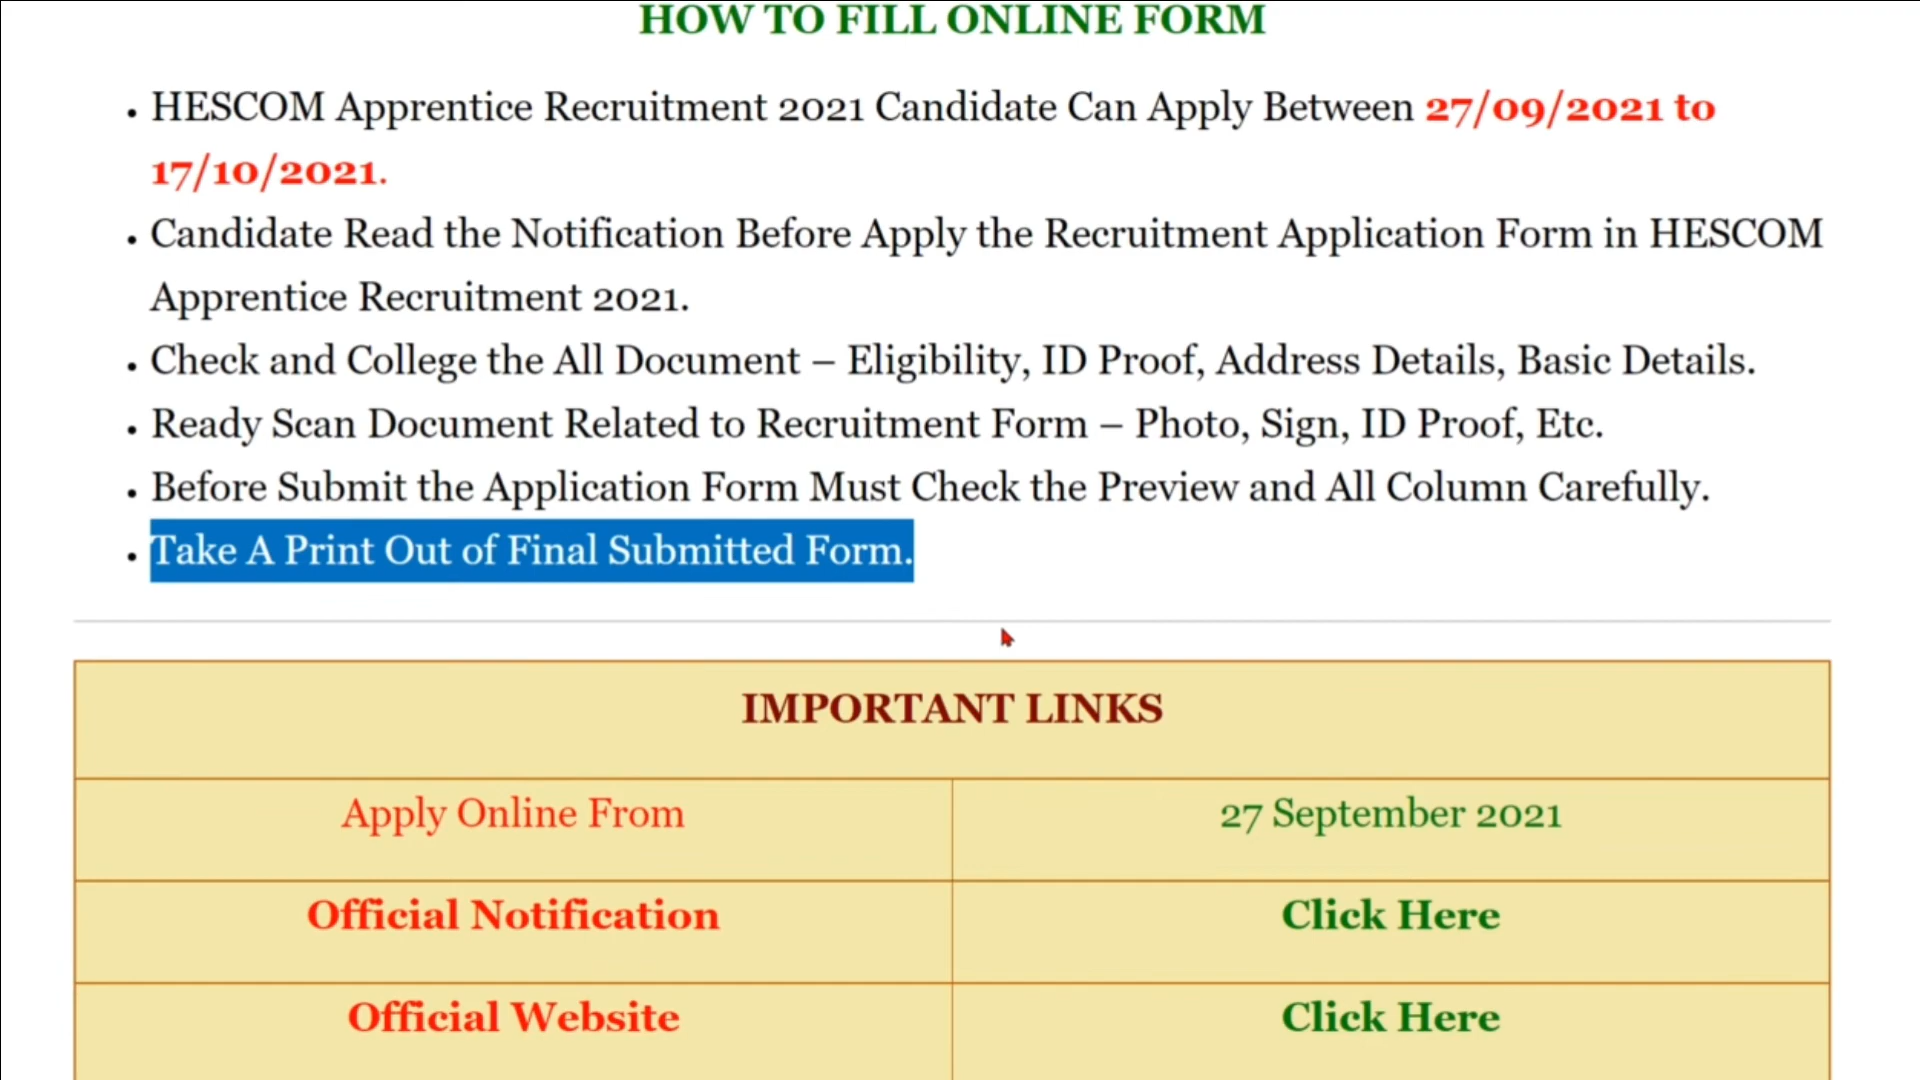 HOW TO FILL ONLINE FORM
• HESCOM Apprentice Recruitment 2021 Candidate Can Apply Between 27/09/2021 to
17/10/2021.
• Candidate Read the Notification Before Apply the Recruitment Application Form in HESCOM
Apprentice Recruitment 2021.
• Check and College the All Document – Eligibility, ID Proof, Address Details, Basic Details.
• Ready Scan Document Related to Recruitment Form – Photo, Sign, ID Proof, Etc.
• Before Submit the Application Form Must Check the Preview and All Column Carefully.
• Take A Print Out of Final Submitted Form.
IMPORTANT LINKS
Apply Online From 27 September 2021
Official Notification Click Here
Official Website Click Here